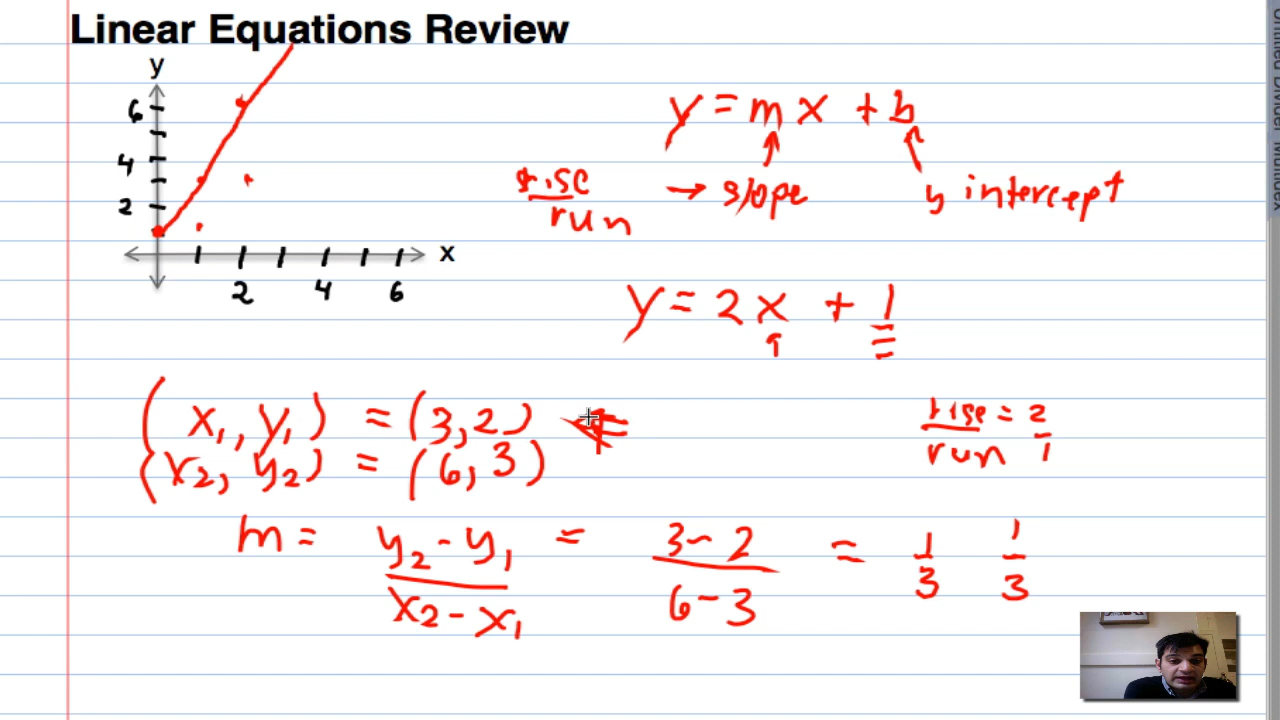 Linear Equations Review
y
6
4
2
x
2 4 6
y = mx + b
rise
run
→ slope
y intercept
y = 2x + 1
(x₁, y₁) = (3, 2)
(x₂, y₂) = (6, 3)
rise = 2
run 1
m = y₂ - y₁ = 3 - 2 = 1 1
x₂ - x₁ 6 - 3 3 3